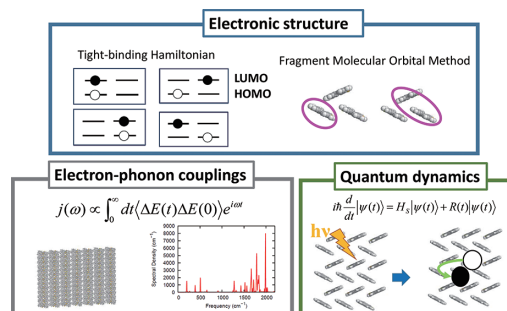 Electronic structure
Tight-binding Hamiltonian
Fragment Molecular Orbital Method
LUMO
HOMO
Electron-phonon couplings
j(ω) ∝ ∫₀^∞ dt⟨ΔE(t)ΔE(0)⟩e^{iωt}
Spectral Density (cm⁻¹)
9000
8000
7000
6000
5000
4000
3000
2000
1000
0
0 500 1000 1500 2000
Frequency (cm⁻¹)
Quantum dynamics
iħ d/dt |ψ(t)⟩ = H_S|ψ(t)⟩ + R(t)|ψ(t)⟩
hν